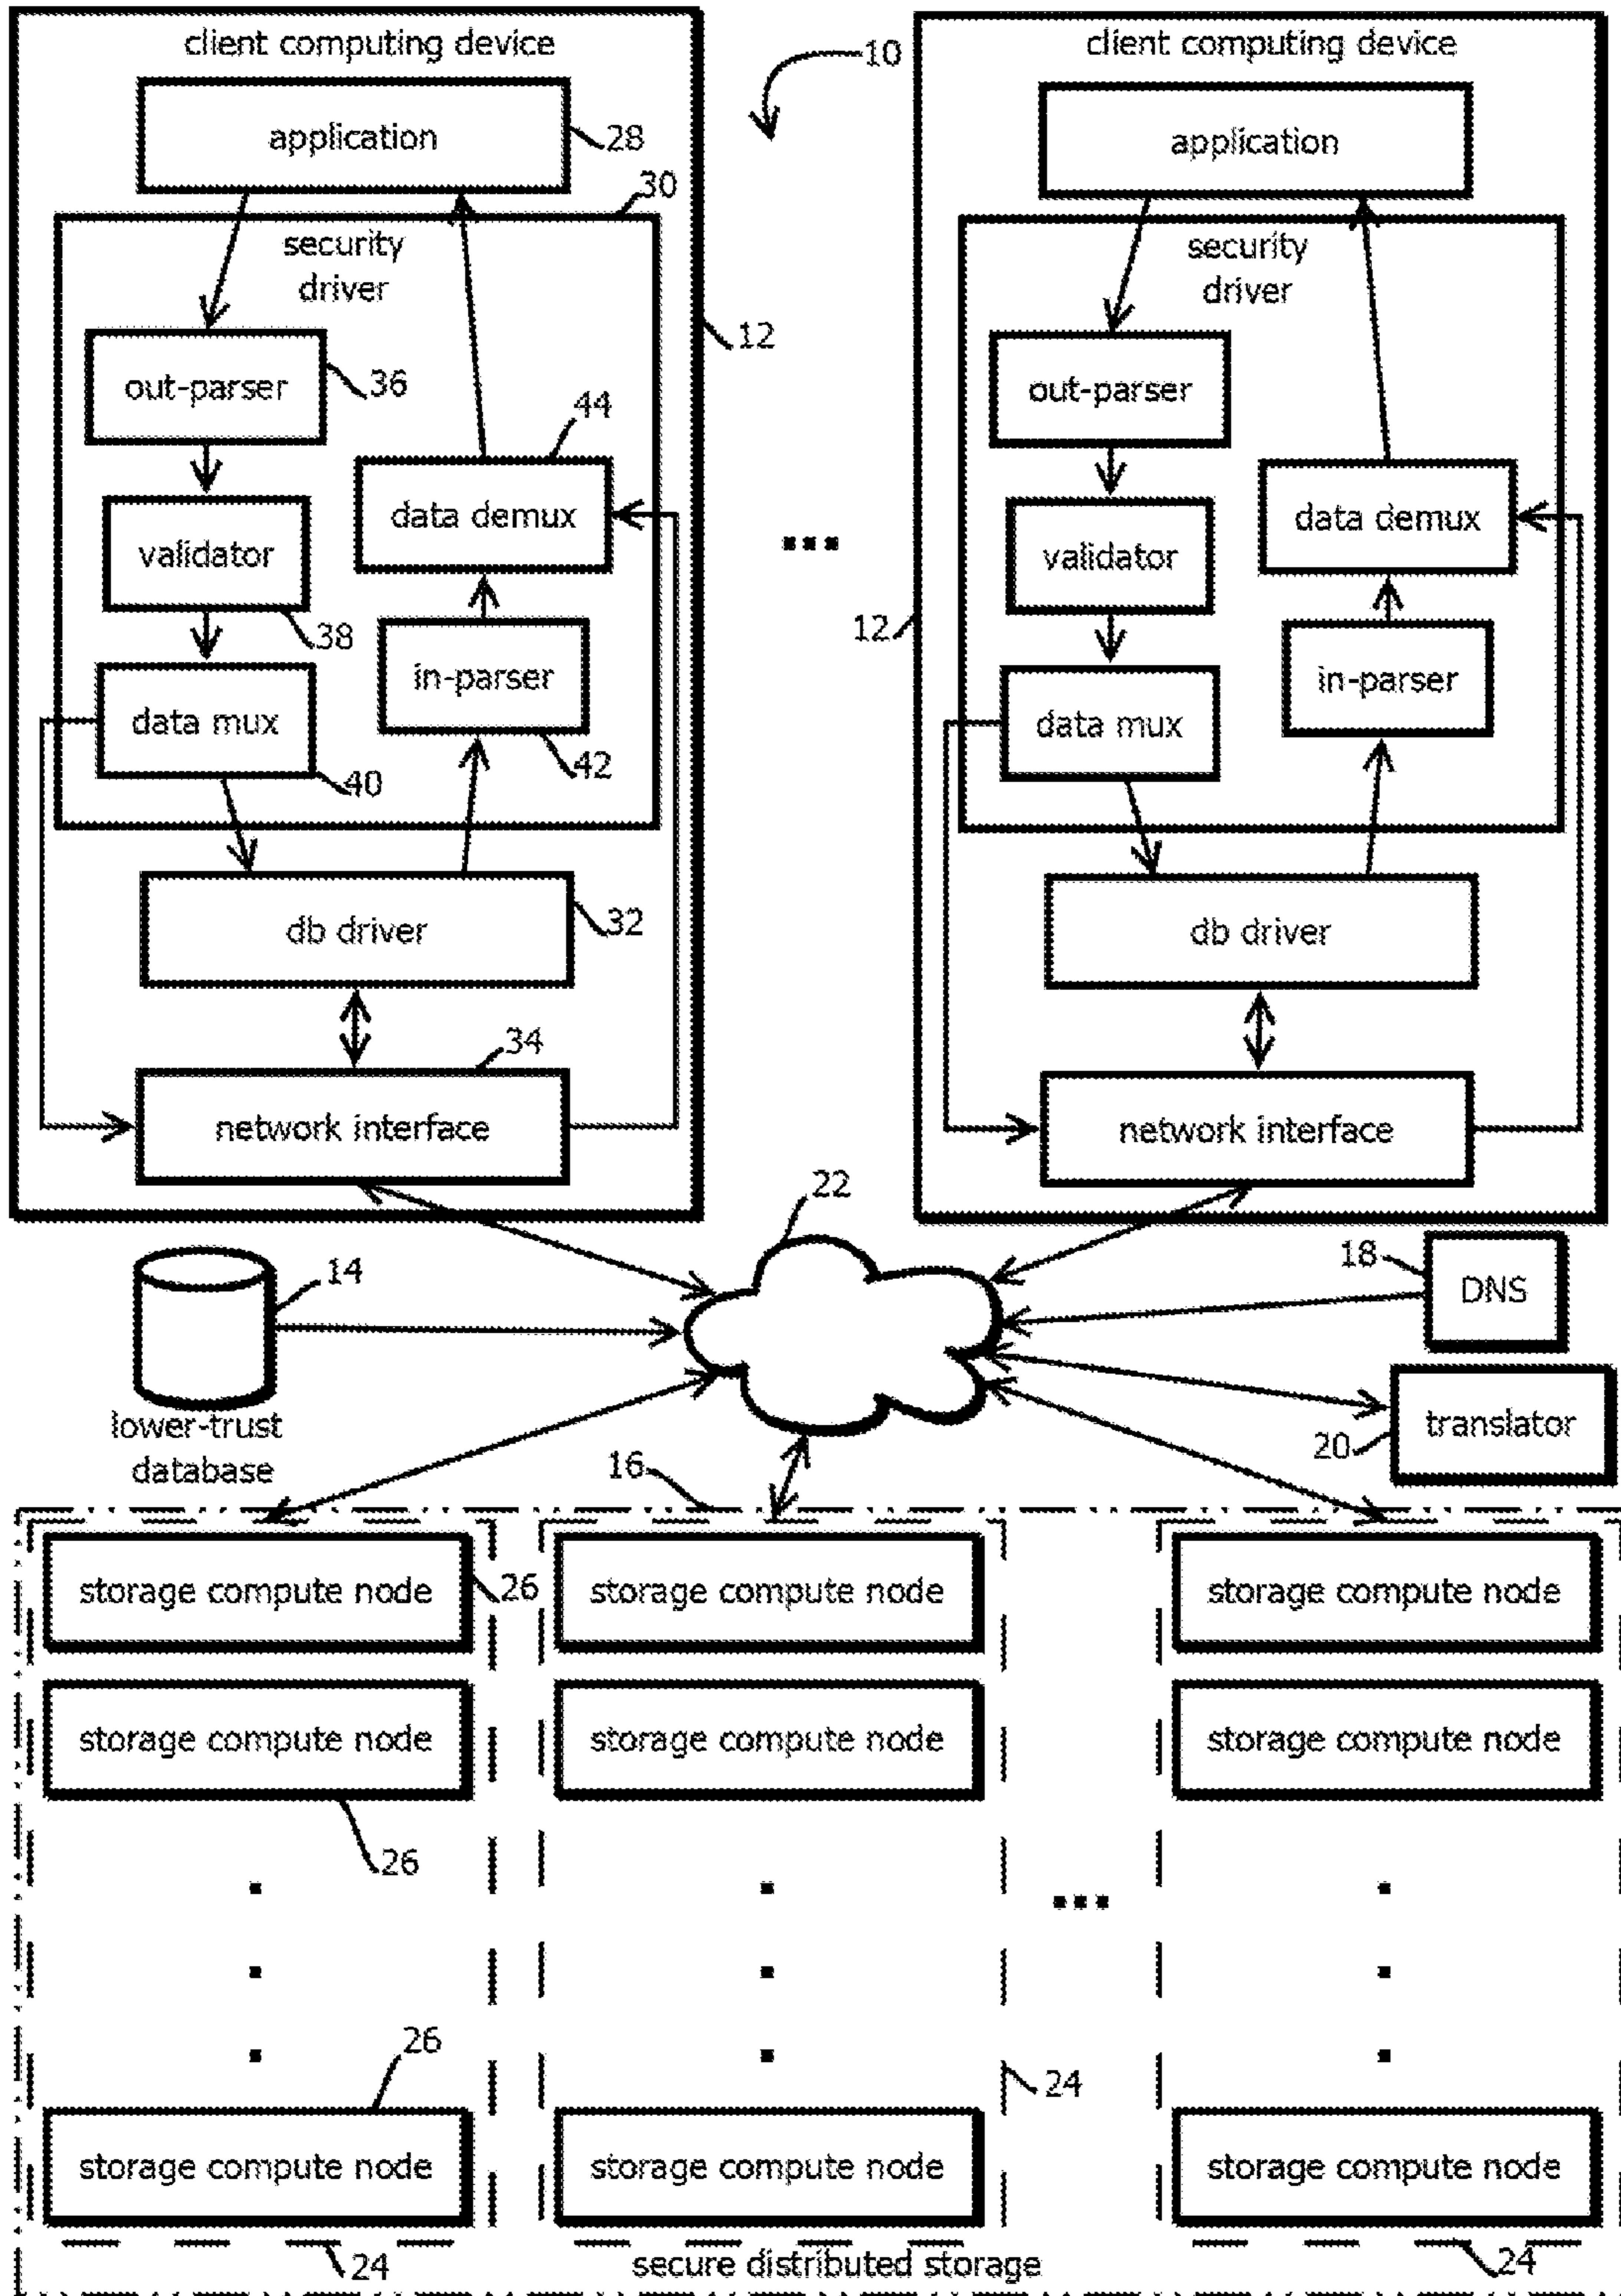 client computing device
application
28
30
security
driver
out-parser
36
44
data demux
validator
38
in-parser
data mux
40
42
db driver
32
34
network interface
12
10
...
client computing device
application
security
driver
out-parser
data demux
validator
12
in-parser
data mux
db driver
network interface
22
14
lower-trust
database
18
DNS
20
translator
16
storage compute node
26
storage compute node
storage compute node
storage compute node
26
storage compute node
storage compute node
...
26
24
storage compute node
storage compute node
storage compute node
24
secure distributed storage
24